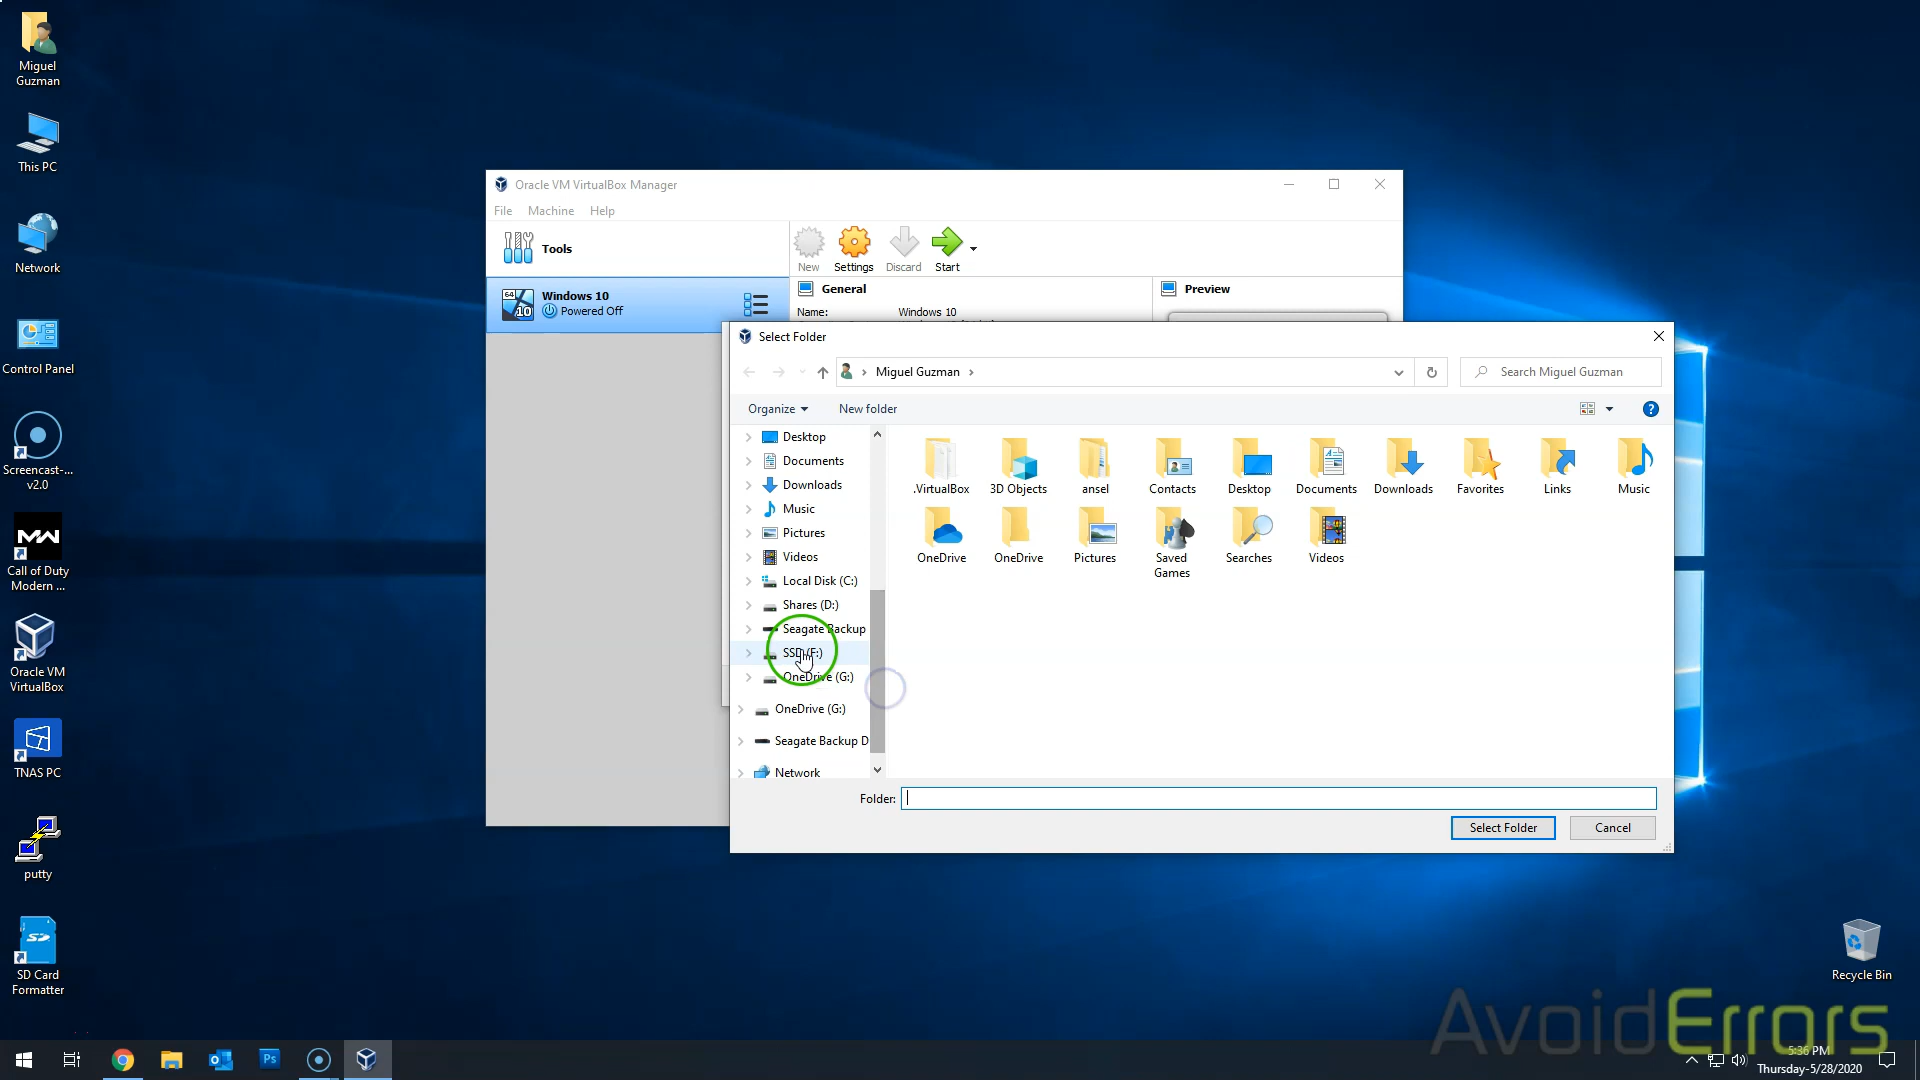 Miguel
Guzman
This PC
Network
Control Panel
Screencast-...
v2.0
MW
Call of Duty
Modern ...
Oracle VM
VirtualBox
TNAS PC
putty
SD Card
Formatter
Oracle VM VirtualBox Manager
File Machine Help
Tools
New Settings Discard Start
64
10
Windows 10
Powered Off
General
Name: Windows 10
Preview
Select Folder
Miguel Guzman
Search Miguel Guzman
Organize New folder
Desktop
Documents
Downloads
Music
Pictures
Videos
Local Disk (C:)
Shares (D:)
Seagate Backup
SSD (F:)
OneDrive (G:)
OneDrive (G:)
Seagate Backup D
Network
.VirtualBox 3D Objects ansel Contacts Desktop Documents Downloads Favorites Links Music
OneDrive OneDrive Pictures Saved Games Searches Videos
Folder:
Select Folder Cancel
Recycle Bin
AvoidErrors
Ps
5:36 PM
Thursday-5/28/2020